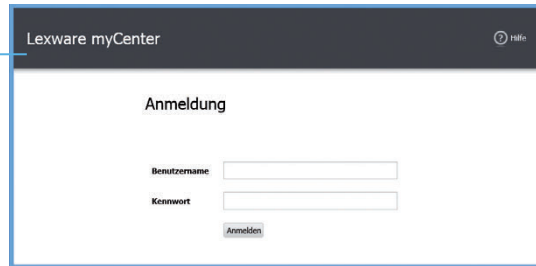 Lexware myCenter
? Hilfe
Anmeldung
Benutzername
Kennwort
Anmelden